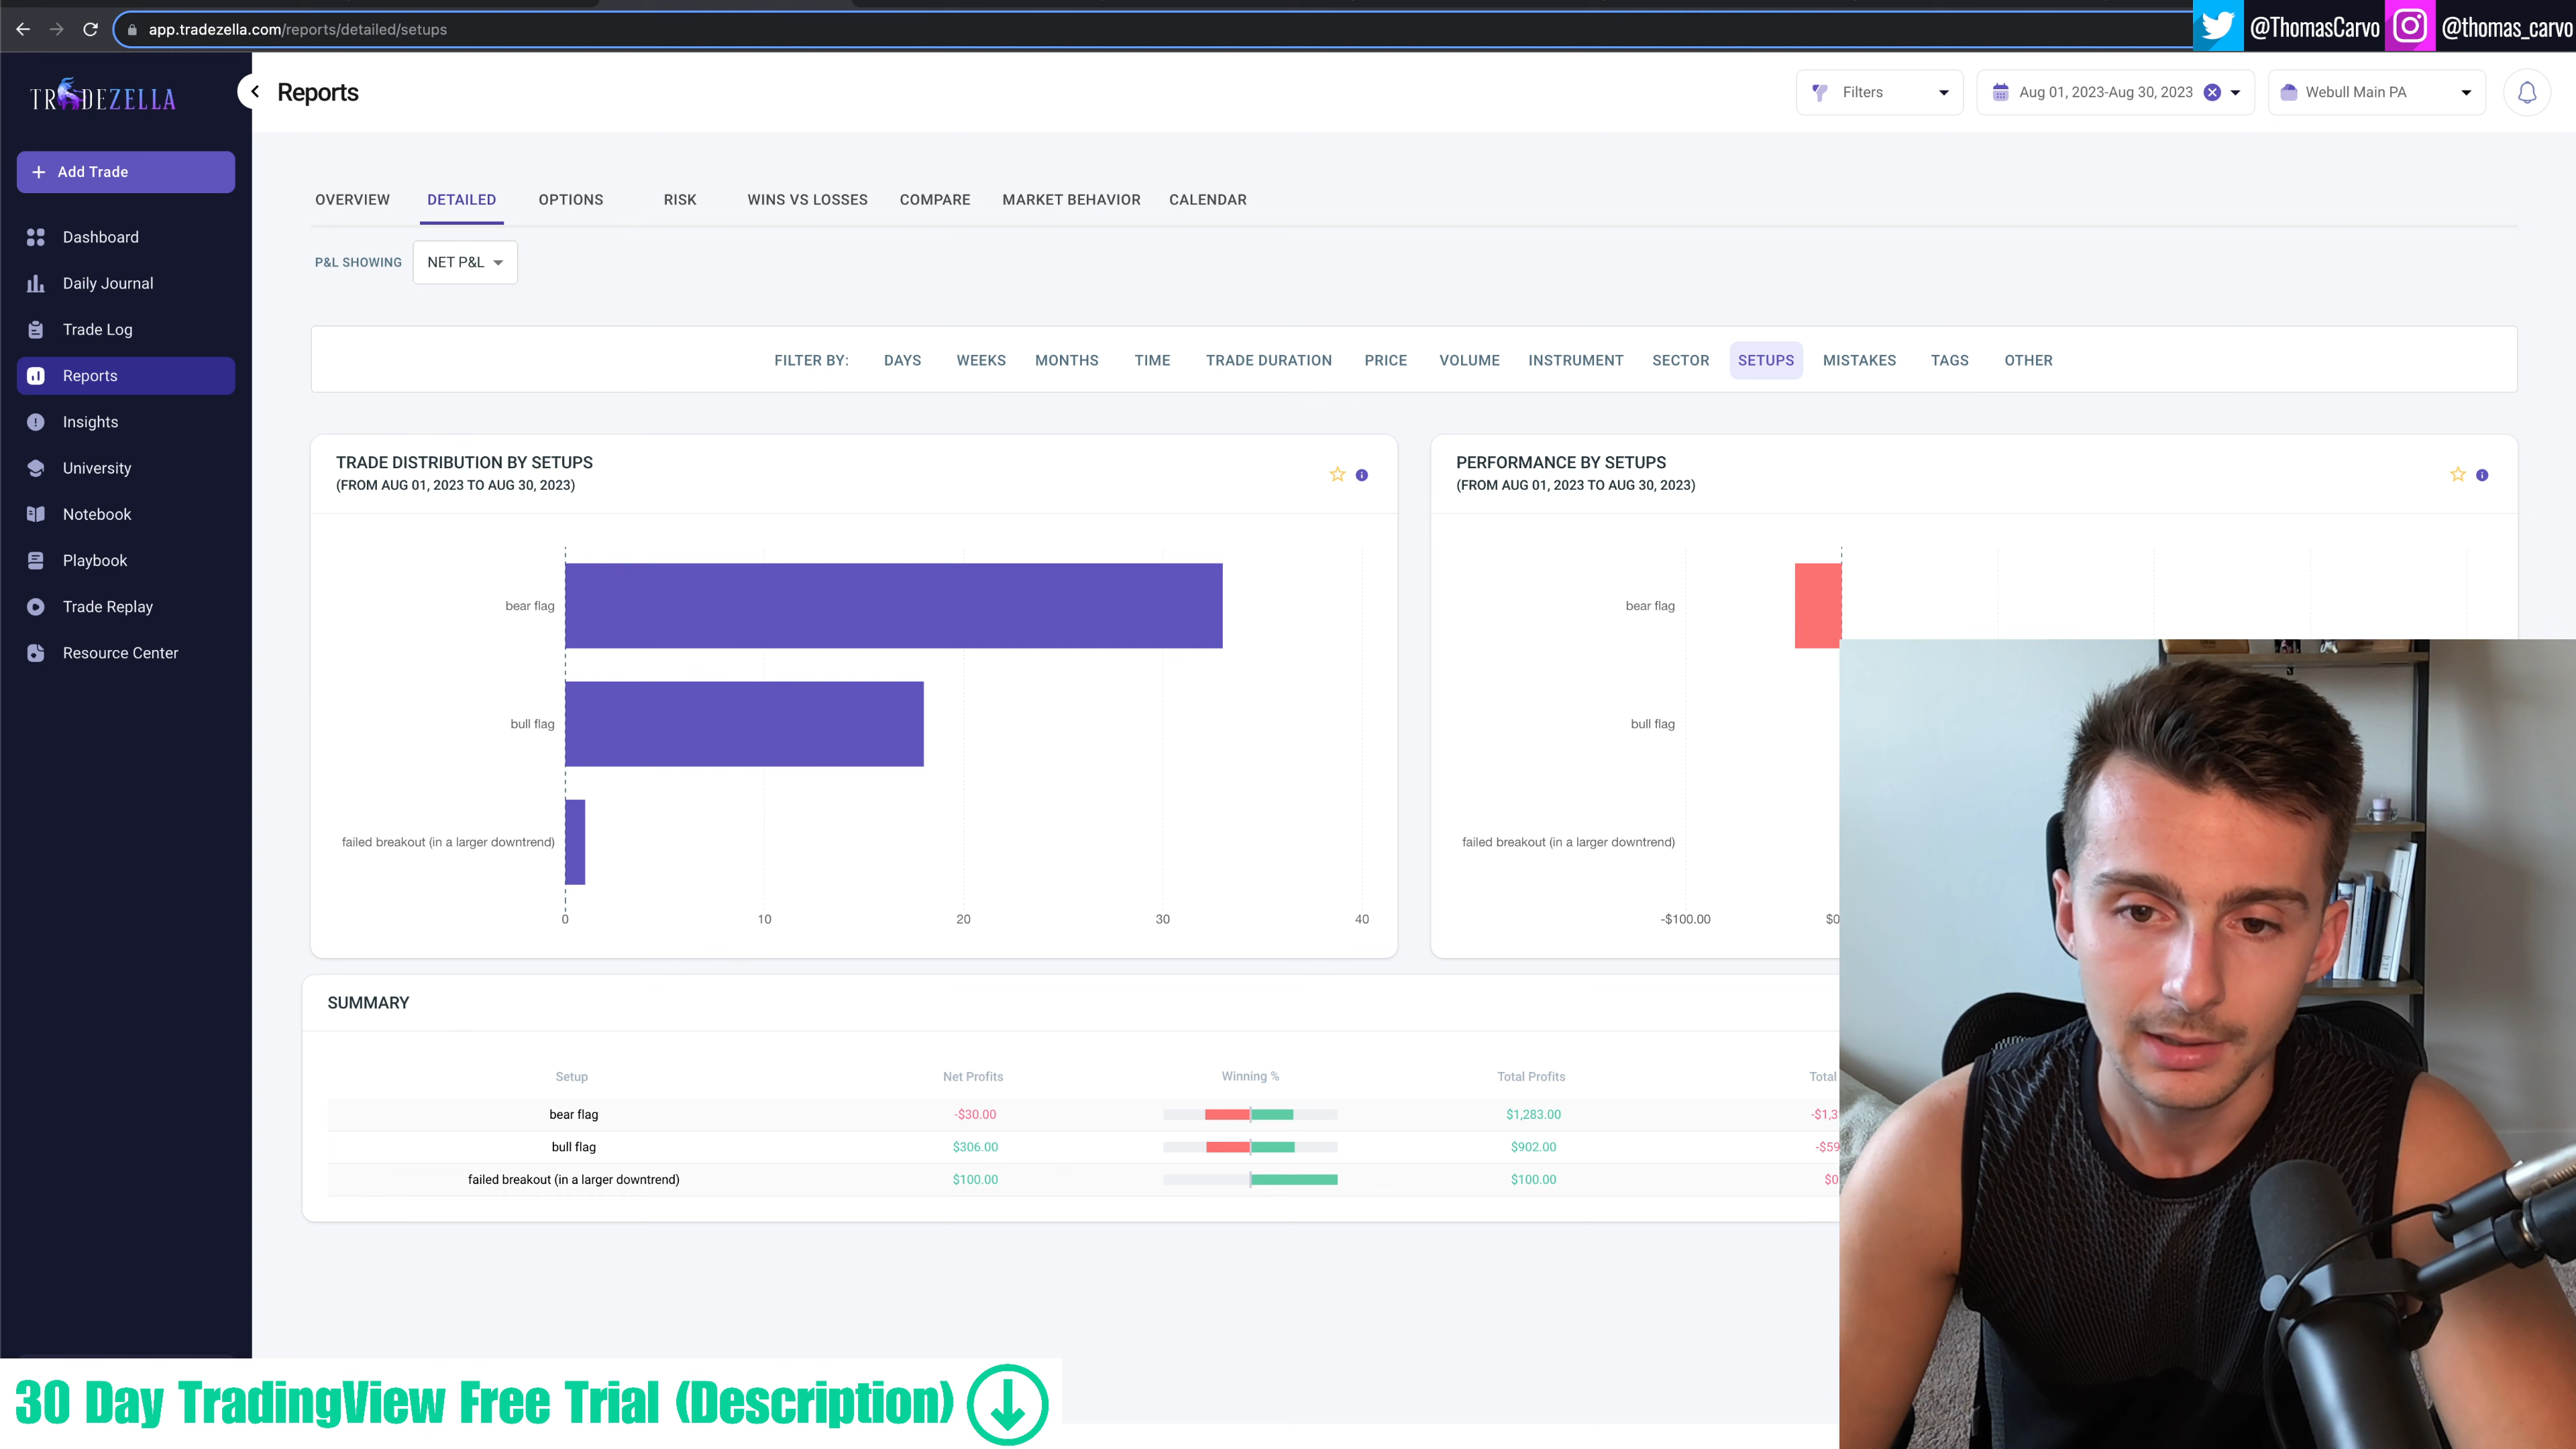 app.tradezella.com/reports/detailed/setups
@ThomasCarvo
@thomas_carvo
TRADEZELLA
Reports
Filters
Aug 01, 2023-Aug 30, 2023
Webull Main PA
+ Add Trade
Dashboard
Daily Journal
Trade Log
Reports
Insights
University
Notebook
Playbook
Trade Replay
Resource Center
OVERVIEW DETAILED OPTIONS RISK WINS VS LOSSES COMPARE MARKET BEHAVIOR CALENDAR
P&L SHOWING NET P&L
FILTER BY: DAYS WEEKS MONTHS TIME TRADE DURATION PRICE VOLUME INSTRUMENT SECTOR SETUPS MISTAKES TAGS OTHER
TRADE DISTRIBUTION BY SETUPS
(FROM AUG 01, 2023 TO AUG 30, 2023)
bear flag
bull flag
failed breakout (in a larger downtrend)
0 10 20 30 40
PERFORMANCE BY SETUPS
(FROM AUG 01, 2023 TO AUG 30, 2023)
bear flag
bull flag
failed breakout (in a larger downtrend)
-$100.00 $0
SUMMARY
Setup Net Profits Winning % Total Profits Total
bear flag -$30.00 $1,283.00 -$1,3
bull flag $306.00 $902.00 -$59
failed breakout (in a larger downtrend) $100.00 $100.00 $0
30 Day TradingView Free Trial (Description)